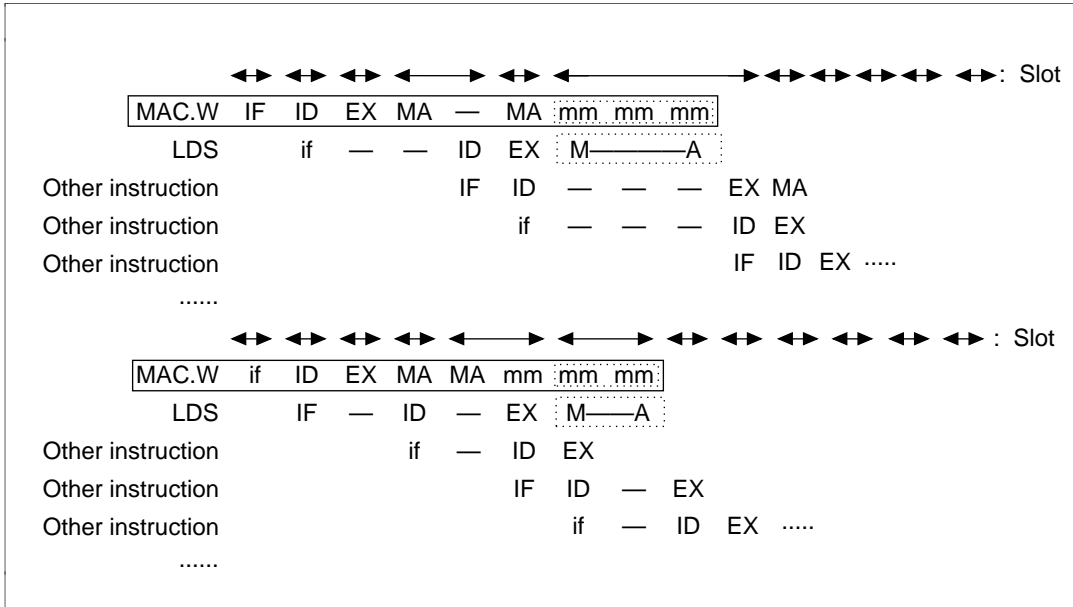 : Slot
MAC.W IF ID EX MA — MA mm mm mm
LDS if — — ID EX M————A
Other instruction IF ID — — — EX MA
Other instruction if — — — ID EX
Other instruction IF ID EX ·····
······
: Slot
MAC.W if ID EX MA MA mm mm mm
LDS IF — ID — EX M——A
Other instruction if — ID EX
Other instruction IF ID — EX
Other instruction if — ID EX ·····
······